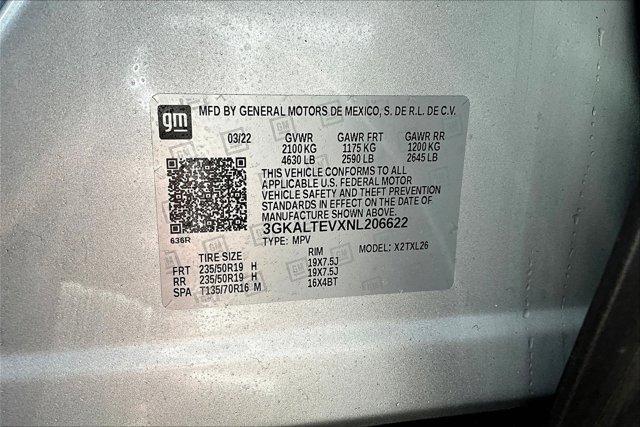 gm
MFD BY GENERAL MOTORS DE MEXICO, S. DE R.L. DE C.V.
03/22 GVWR GAWR FRT GAWR RR
2100 KG 1175 KG 1200 KG
4630 LB 2590 LB 2645 LB
THIS VEHICLE CONFORMS TO ALL
APPLICABLE U.S. FEDERAL MOTOR
VEHICLE SAFETY AND THEFT PREVENTION
STANDARDS IN EFFECT ON THE DATE OF
MANUFACTURE SHOWN ABOVE.
3GKALTEVXNL206622
636R
TYPE: MPV MODEL: X2TXL26
TIRE SIZE RIM
FRT 235/50R19 H 19X7.5J
RR 235/50R19 H 19X7.5J
SPA T135/70R16 M 16X4BT